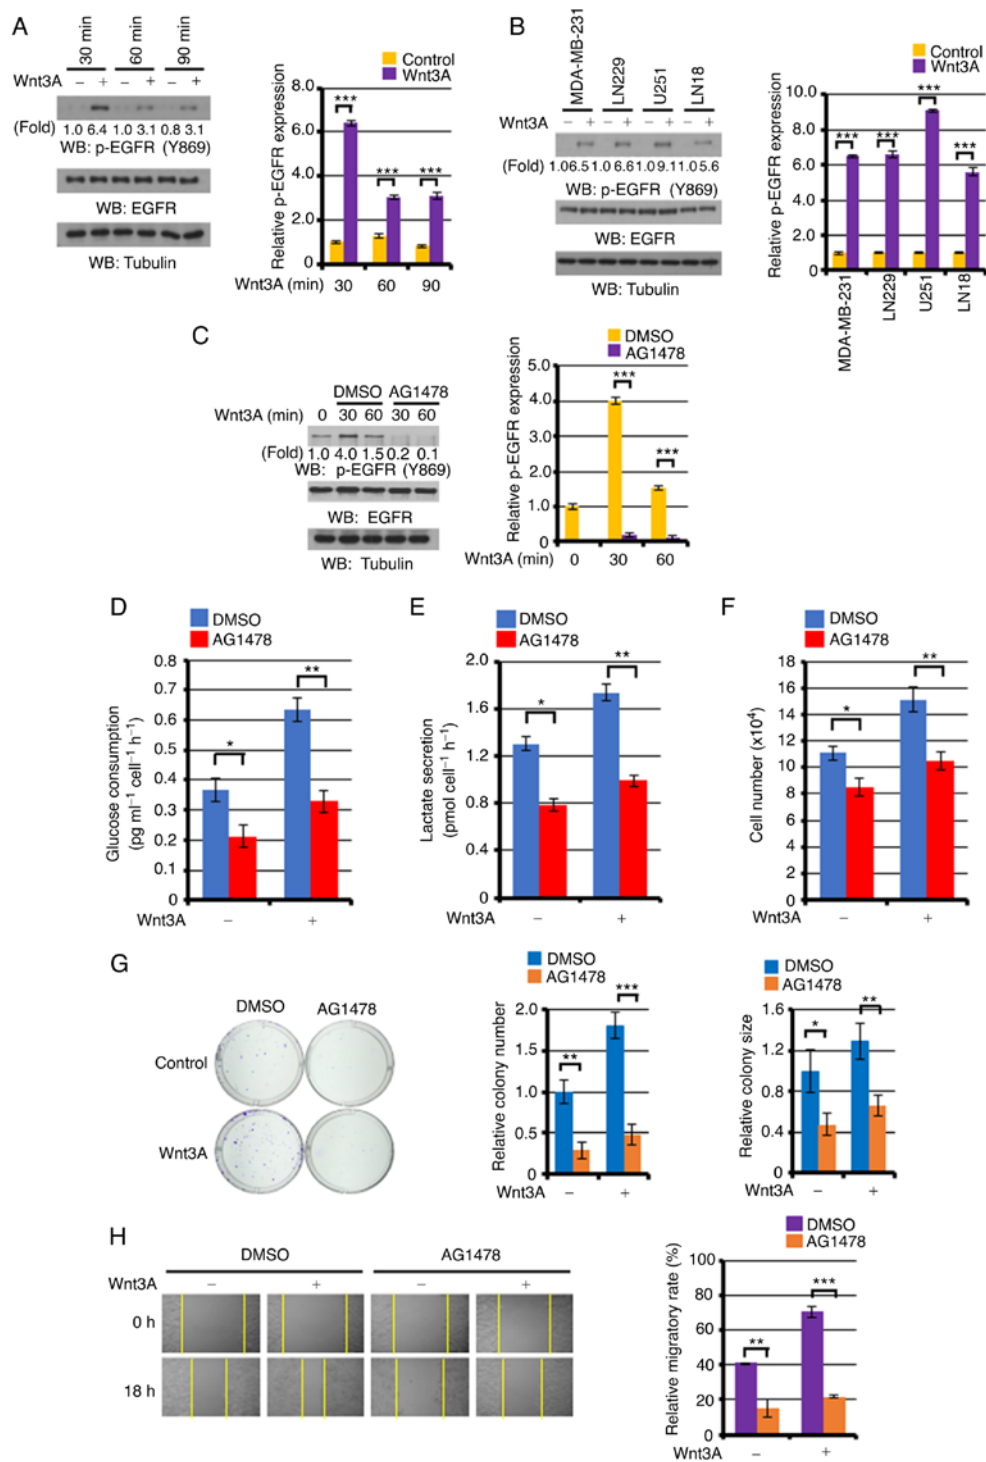 A
30 min
60 min
90 min
Wnt3A – + – + – +
(Fold) 1.0 6.4 1.0 3.1 0.8 3.1
WB: p-EGFR (Y869)
WB: EGFR
WB: Tubulin
Control
Wnt3A
Relative p-EGFR expression
8.0
6.0
4.0
2.0
0
*** *** ***
Wnt3A (min) 30 60 90
B
MDA-MB-231
LN229
U251
LN18
Wnt3A – + – + – + – +
(Fold) 1.06.51.0 6.61.0 9.11.0 5.6
WB: p-EGFR (Y869)
WB: EGFR
WB: Tubulin
Control
Wnt3A
Relative p-EGFR expression
10.0
8.0
6.0
4.0
2.0
0
*** *** *** ***
MDA-MB-231
LN229
U251
LN18
C
DMSO AG1478
Wnt3A (min) 0 30 60 30 60
(Fold) 1.0 4.0 1.5 0.2 0.1
WB: p-EGFR (Y869)
WB: EGFR
WB: Tubulin
DMSO
AG1478
Relative p-EGFR expression
5.0
4.0
3.0
2.0
1.0
0
*** ***
Wnt3A (min) 0 30 60
D
DMSO
AG1478
Glucose consumption
(pg ml⁻¹ cell⁻¹ h⁻¹)
0.8
0.7
0.6
0.5
0.4
0.3
0.2
0.1
0
* **
Wnt3A – +
E
DMSO
AG1478
Lactate secretion
(pmol cell⁻¹ h⁻¹)
2.0
1.6
1.2
0.8
0.4
0
* **
Wnt3A – +
F
DMSO
AG1478
Cell number (x10⁴)
18
16
14
12
10
8
6
4
2
0
* **
Wnt3A – +
G
DMSO AG1478
Control
Wnt3A
DMSO
AG1478
Relative colony number
2.0
1.5
1.0
0.5
0
** ***
Wnt3A – +
DMSO
AG1478
Relative colony size
1.6
1.2
0.8
0.4
0
* **
Wnt3A – +
H
DMSO AG1478
Wnt3A – + – +
0 h
18 h
DMSO
AG1478
Relative migratory rate (%)
100
80
60
40
20
0
** ***
Wnt3A – +